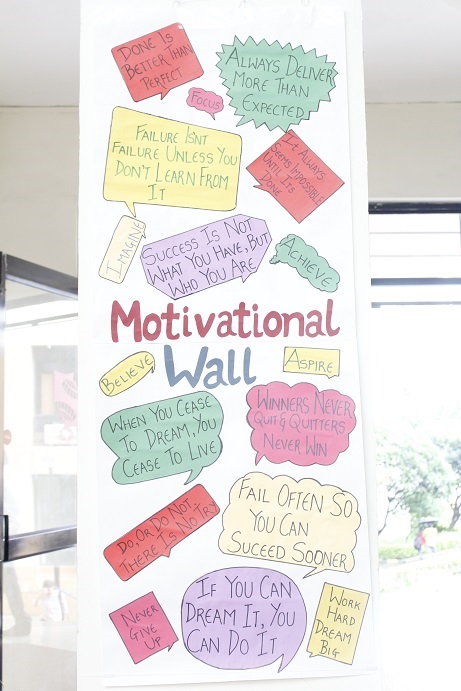 DONE IS
BETTER THAN
PERFECT
ALWAYS DELIVER
MORE THAN
EXPECTED
FOCUS
FAILURE ISNT
FAILURE UNLESS YOU
DON'T LEARN FROM
IT
IT ALWAYS
SEEMS IMPOSSIBLE
UNTIL IT'S
DONE
IMAGINE
SUCCESS IS NOT
WHAT YOU HAVE, BUT
WHO YOU ARE
ACHIEVE
Motivational
Wall
BELIEVE
ASPIRE
WHEN YOU CEASE
TO DREAM, YOU
CEASE TO LIVE
WINNERS NEVER
QUIT & QUITTERS
NEVER WIN
DO, OR DO NOT,
THERE IS NO TRY
FAIL OFTEN SO
YOU CAN
SUCEED SOONER
NEVER
GIVE
UP
IF YOU CAN
DREAM IT, YOU
CAN DO IT
WORK
HARD
DREAM
BIG